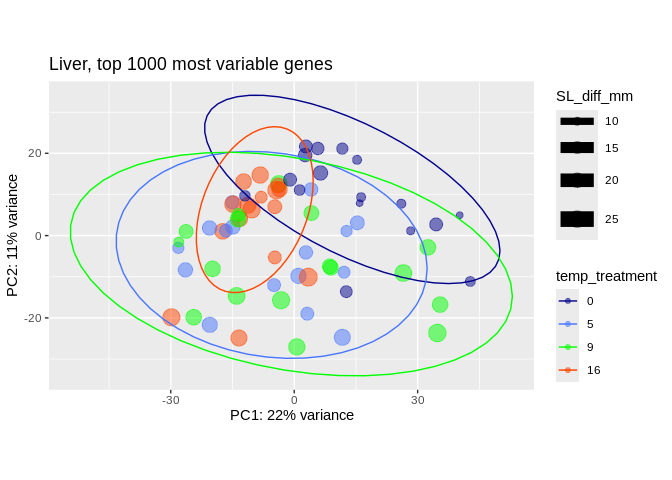 Liver, top 1000 most variable genes
SL_diff_mm
10
15
20
25
temp_treatment
0
5
9
16
PC2: 11% variance
20
0
-20
-30
0
30
PC1: 22% variance